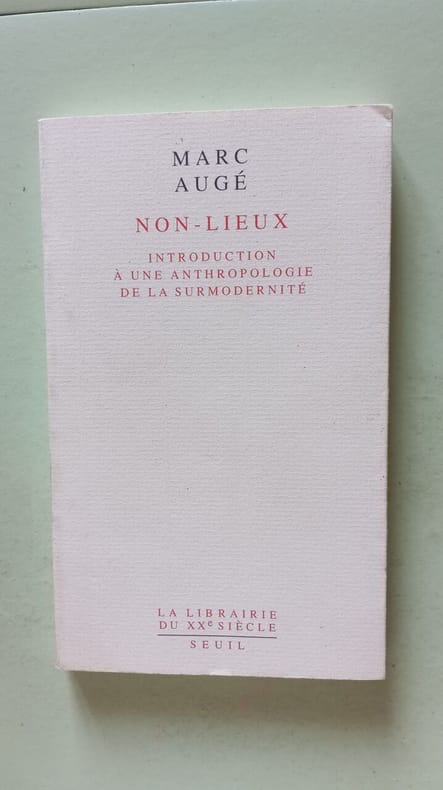 MARC
AUGÉ
NON-LIEUX
INTRODUCTION
À UNE ANTHROPOLOGIE
DE LA SURMODERNITÉ
LA LIBRAIRIE
DU XXᵉ SIÈCLE
SEUIL